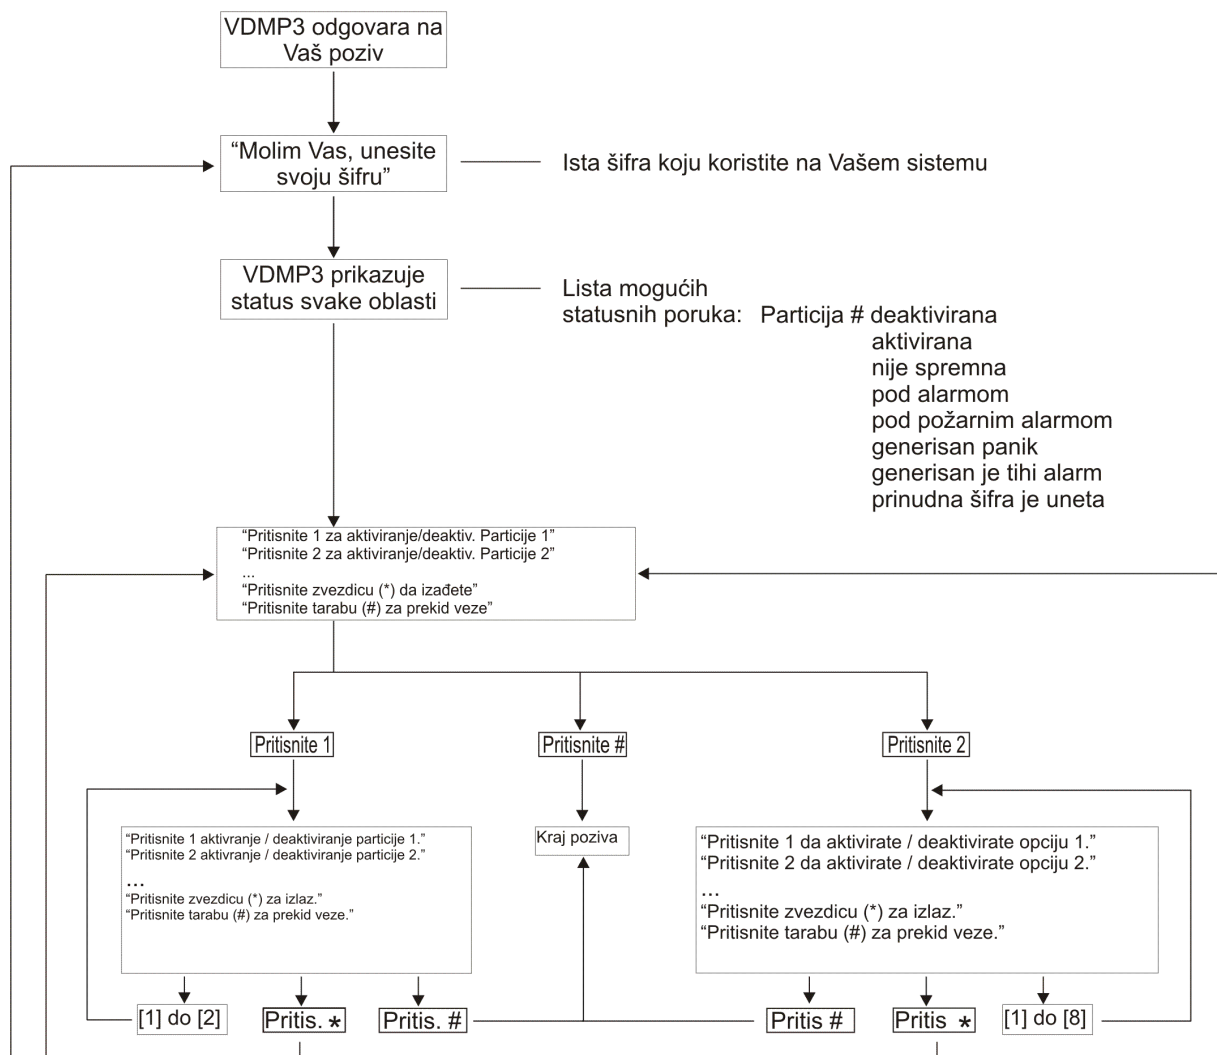 VDMP3 odgovara na
Vaš poziv
“Molim Vas, unesite
svoju šifru”
Ista šifra koju koristite na Vašem sistemu
VDMP3 prikazuje
status svake oblasti
Lista mogućih
statusnih poruka: Particija # deaktivirana
aktivirana
nije spremna
pod alarmom
pod požarnim alarmom
generisan panik
generisan je tihi alarm
prinudna šifra je uneta
“Pritisnite 1 za aktiviranje/deaktiv. Particije 1”
“Pritisnite 2 za aktiviranje/deaktiv. Particije 2”
...
“Pritisnite zvezdicu (*) da izađete”
“Pritisnite tarabu (#) za prekid veze”
Pritisnite 1
Pritisnite #
Pritisnite 2
“Pritisnite 1 aktivranje / deaktiviranje particije 1.”
“Pritisnite 2 aktivranje / deaktiviranje particije 2.”
...
“Pritisnite zvezdicu (*) za izlaz.”
“Pritisnite tarabu (#) za prekid veze.”
Kraj poziva
“Pritisnite 1 da aktivirate / deaktivirate opciju 1.”
“Pritisnite 2 da aktivirate / deaktivirate opciju 2.”
...
“Pritisnite zvezdicu (*) za izlaz.”
“Pritisnite tarabu (#) za prekid veze.”
[1] do [2]
Pritis. *
Pritis. #
Pritis #
Pritis *
[1] do [8]